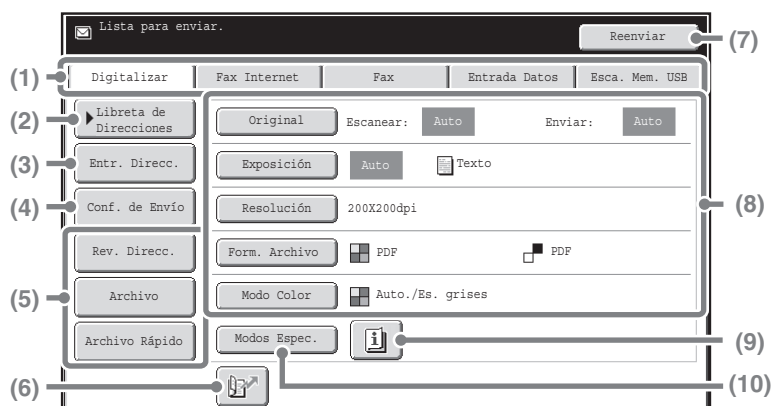 Lista para enviar.
Reenviar
(7)
(1)
Digitalizar Fax Internet Fax Entrada Datos Esca. Mem. USB
(2)
Libreta de
Direcciones
Original Escanear: Auto Enviar: Auto
(3)
Entr. Direcc.
Exposición Auto Texto
(4)
Conf. de Envío
Resolución 200X200dpi
(8)
Rev. Direcc.
Form. Archivo PDF PDF
(5)
Archivo
Modo Color Auto./Es. grises
Archivo Rápido
Modos Espec.
(9)
(6)
(10)